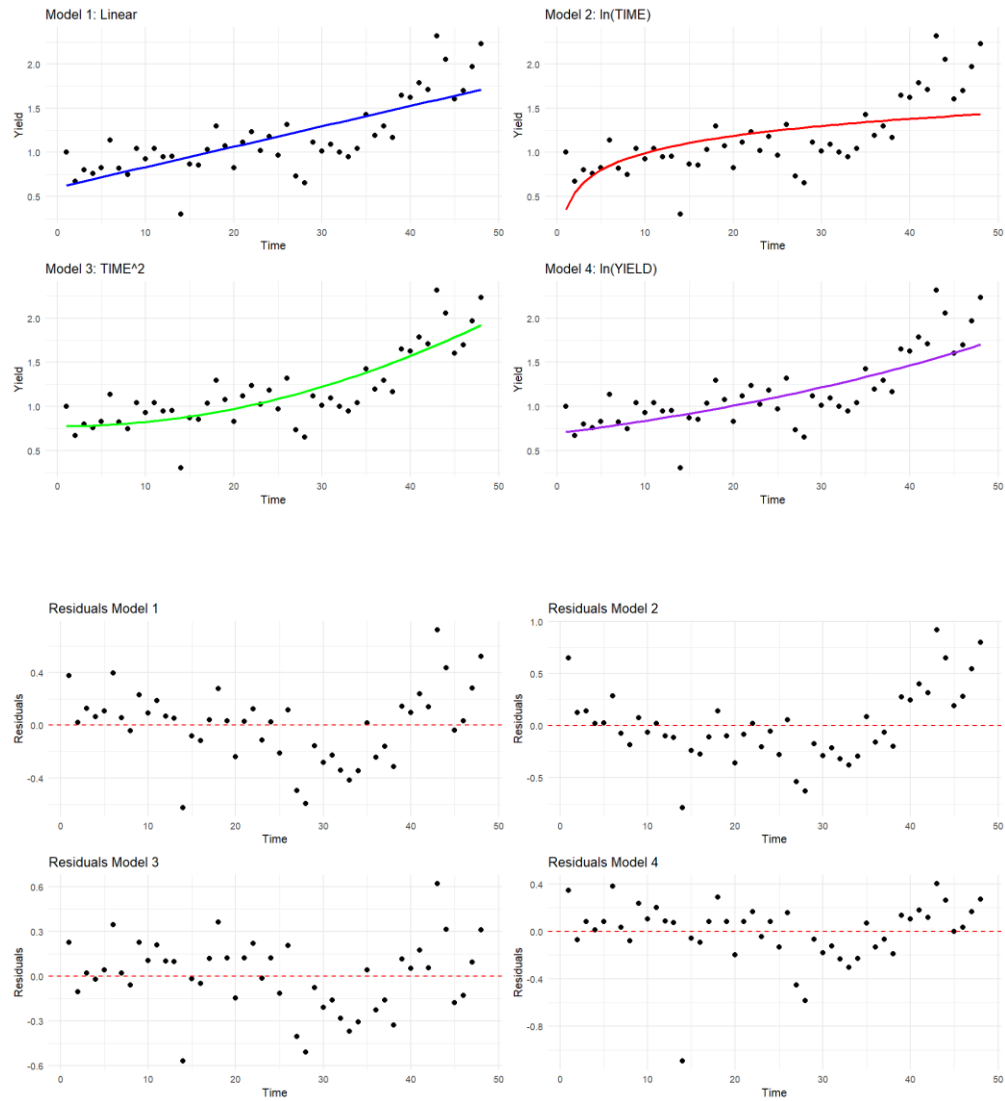 Model 1: Linear
Yield
2.0
1.5
1.0
0.5
0 10 20 30 40 50
Time
Model 2: ln(TIME)
Yield
2.0
1.5
1.0
0.5
0 10 20 30 40 50
Time
Model 3: TIME^2
Yield
2.0
1.5
1.0
0.5
0 10 20 30 40 50
Time
Model 4: ln(YIELD)
Yield
2.0
1.5
1.0
0.5
0 10 20 30 40 50
Time
Residuals Model 1
Residuals
0.4
0.0
-0.4
0 10 20 30 40 50
Time
Residuals Model 2
Residuals
1.0
0.5
0.0
-0.5
0 10 20 30 40 50
Time
Residuals Model 3
Residuals
0.6
0.3
0.0
-0.3
-0.6
0 10 20 30 40 50
Time
Residuals Model 4
Residuals
0.4
0.0
-0.4
-0.8
0 10 20 30 40 50
Time